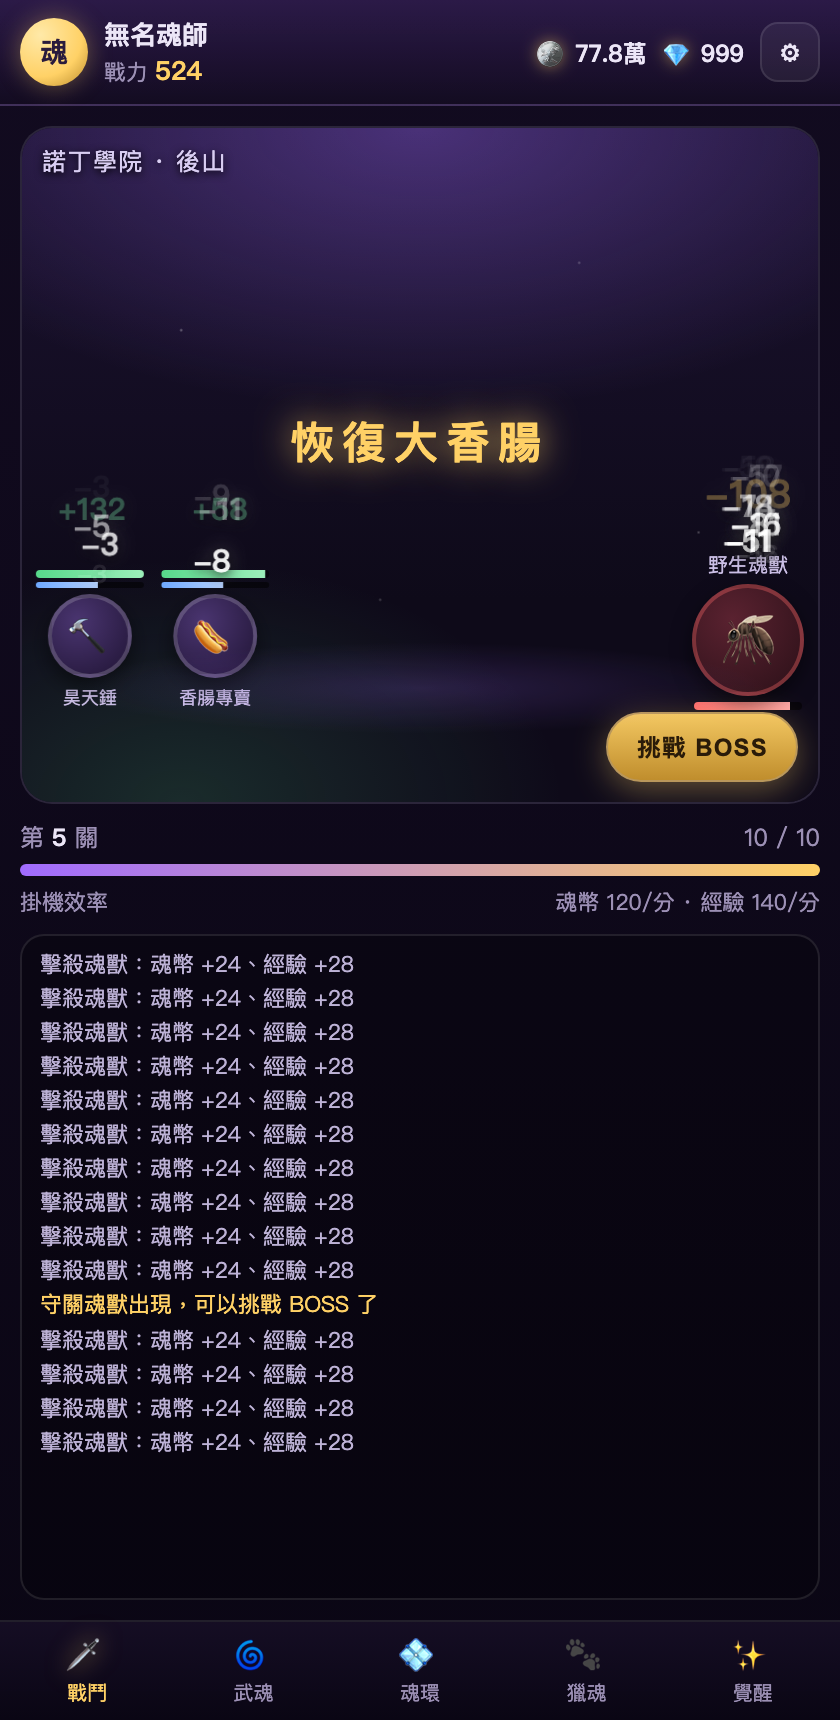 魂
無名魂師
戰力 524
77.8萬
999
諾丁學院 · 後山
恢復大香腸
+132
−5
−3
−11
−8
−108
−11
野生魂獸
昊天錘
香腸專賣
挑戰 BOSS
第 5 關
10 / 10
掛機效率
魂幣 120/分 · 經驗 140/分
擊殺魂獸：魂幣 +24、經驗 +28
擊殺魂獸：魂幣 +24、經驗 +28
擊殺魂獸：魂幣 +24、經驗 +28
擊殺魂獸：魂幣 +24、經驗 +28
擊殺魂獸：魂幣 +24、經驗 +28
擊殺魂獸：魂幣 +24、經驗 +28
擊殺魂獸：魂幣 +24、經驗 +28
擊殺魂獸：魂幣 +24、經驗 +28
擊殺魂獸：魂幣 +24、經驗 +28
擊殺魂獸：魂幣 +24、經驗 +28
守關魂獸出現，可以挑戰 BOSS 了
擊殺魂獸：魂幣 +24、經驗 +28
擊殺魂獸：魂幣 +24、經驗 +28
擊殺魂獸：魂幣 +24、經驗 +28
擊殺魂獸：魂幣 +24、經驗 +28
戰鬥
武魂
魂環
獵魂
覺醒